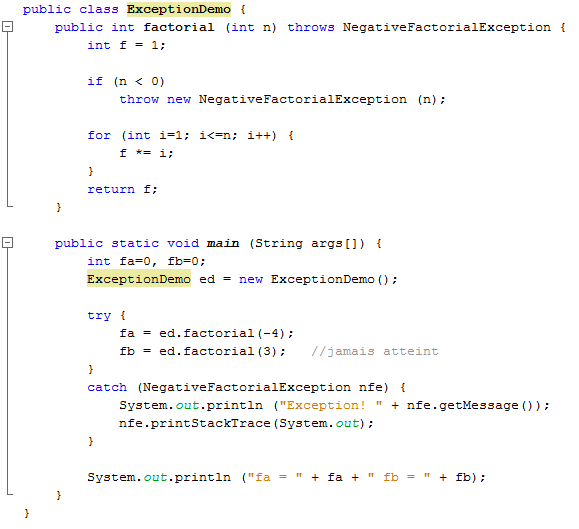 public class ExceptionDemo {
    public int factorial (int n) throws NegativeFactorialException {
        int f = 1;

        if (n < 0)
            throw new NegativeFactorialException (n);

        for (int i=1; i<=n; i++) {
            f *= i;
        }
        return f;
    }

    public static void main (String args[]) {
        int fa=0, fb=0;
        ExceptionDemo ed = new ExceptionDemo();

        try {
            fa = ed.factorial(-4);
            fb = ed.factorial(3);   //jamais atteint
        }
        catch (NegativeFactorialException nfe) {
            System.out.println ("Exception! " + nfe.getMessage());
            nfe.printStackTrace(System.out);
        }

        System.out.println ("fa = " + fa + " fb = " + fb);
    }
}